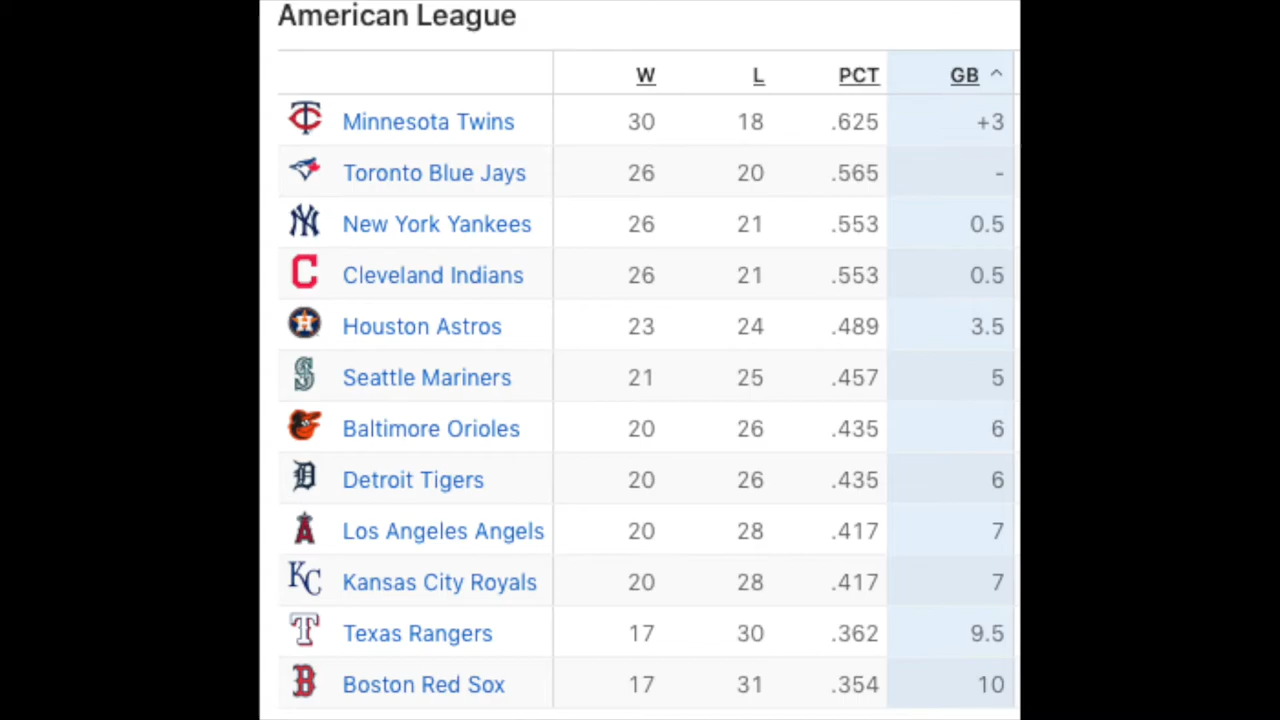 American League
W L PCT GB
Minnesota Twins 30 18 .625 +3
Toronto Blue Jays 26 20 .565 -
New York Yankees 26 21 .553 0.5
Cleveland Indians 26 21 .553 0.5
Houston Astros 23 24 .489 3.5
Seattle Mariners 21 25 .457 5
Baltimore Orioles 20 26 .435 6
Detroit Tigers 20 26 .435 6
Los Angeles Angels 20 28 .417 7
Kansas City Royals 20 28 .417 7
Texas Rangers 17 30 .362 9.5
Boston Red Sox 17 31 .354 10